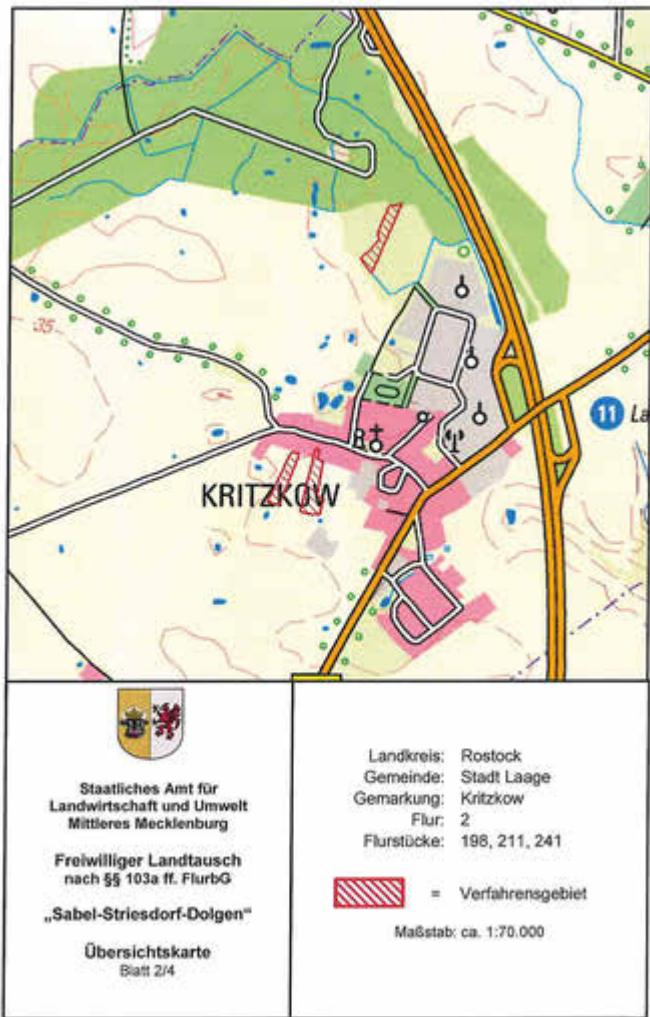 35
11 La
KRITZKOW
Staatliches Amt für
Landwirtschaft und Umwelt
Mittleres Mecklenburg
Freiwilliger Landtausch
nach §§ 103a ff. FlurbG
„Sabel-Striesdorf-Dolgen“
Übersichtskarte
Blatt 2/4
Landkreis: Rostock
Gemeinde: Stadt Laage
Gemarkung: Kritzkow
Flur: 2
Flurstücke: 198, 211, 241
= Verfahrensgebiet
Maßstab: ca. 1:70.000